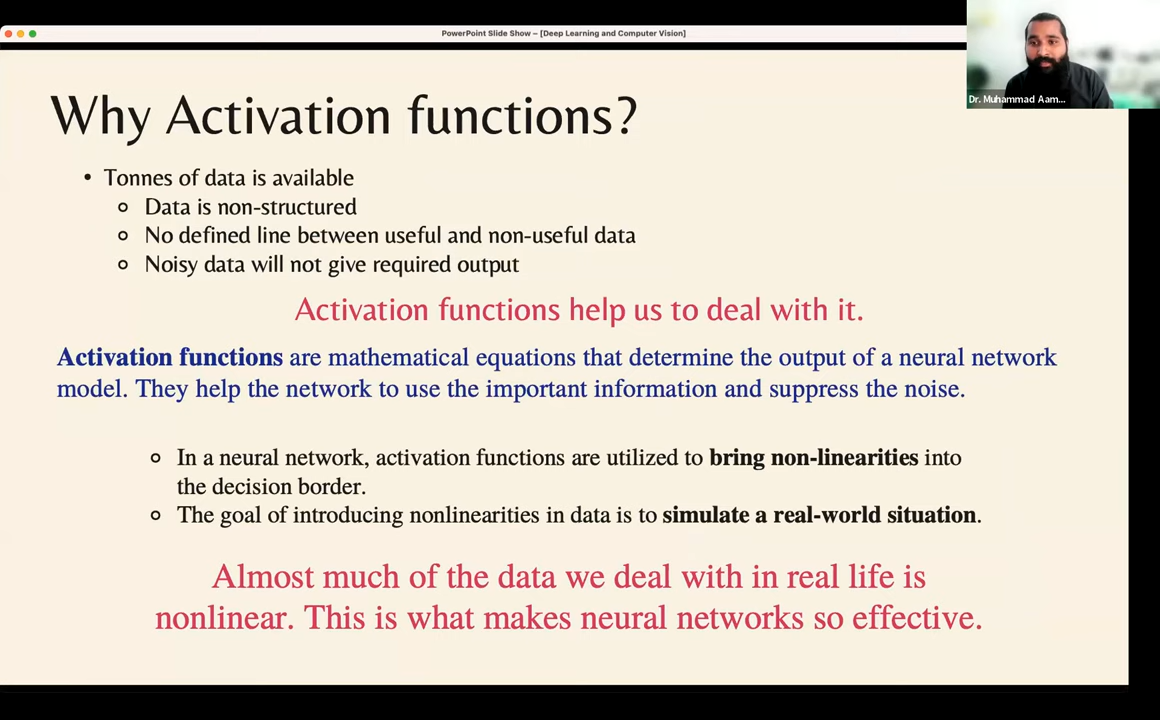 PowerPoint Slide Show – [Deep Learning and Computer Vision]
Dr. Muhammad Aam...
Why Activation functions?
• Tonnes of data is available
Data is non-structured
No defined line between useful and non-useful data
Noisy data will not give required output
Activation functions help us to deal with it.
Activation functions are mathematical equations that determine the output of a neural network
model. They help the network to use the important information and suppress the noise.
In a neural network, activation functions are utilized to bring non-linearities into
the decision border.
The goal of introducing nonlinearities in data is to simulate a real-world situation.
Almost much of the data we deal with in real life is
nonlinear. This is what makes neural networks so effective.